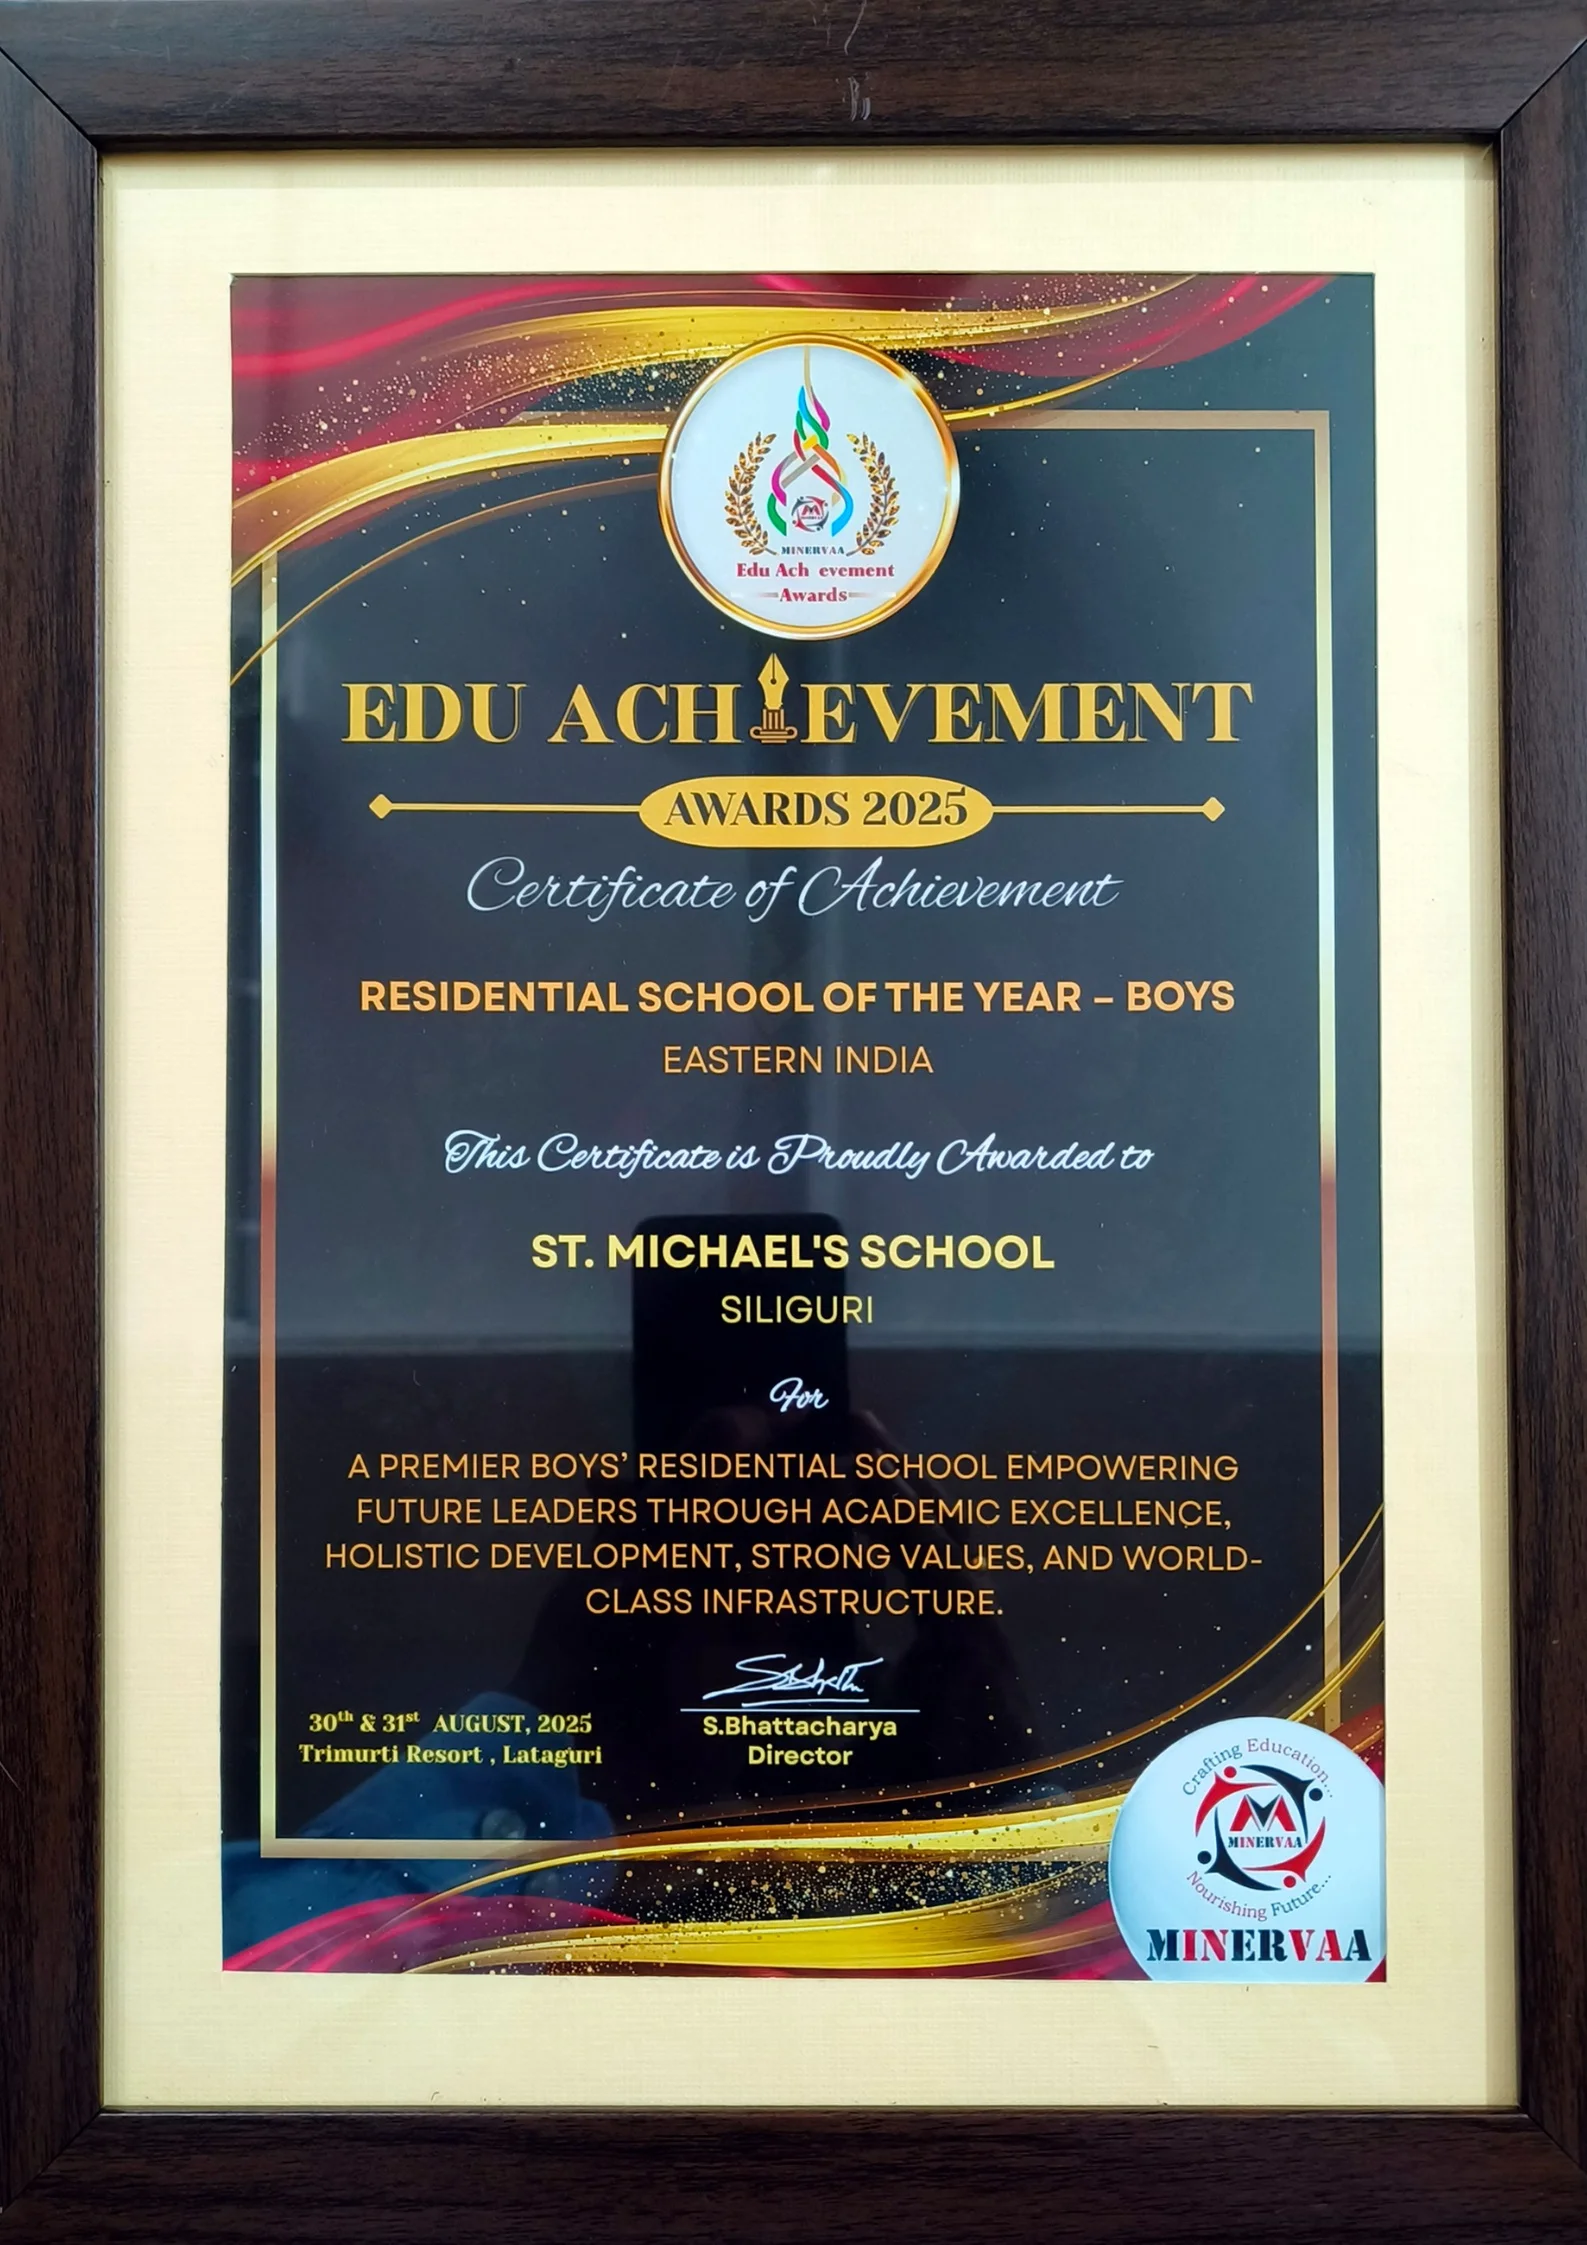 MINERVAA
Edu Ach evement
Awards
EDU ACHIEVEMENT
AWARDS 2025
Certificate of Achievement
RESIDENTIAL SCHOOL OF THE YEAR – BOYS
EASTERN INDIA
This Certificate is Proudly Awarded to
ST. MICHAEL'S SCHOOL
SILIGURI
For
A PREMIER BOYS’ RESIDENTIAL SCHOOL EMPOWERING
FUTURE LEADERS THROUGH ACADEMIC EXCELLENCE,
HOLISTIC DEVELOPMENT, STRONG VALUES, AND WORLD-
CLASS INFRASTRUCTURE.
30th & 31st AUGUST, 2025
Trimurti Resort , Lataguri
S.Bhattacharya
Director
Crafting Education...
M
MINERVAA
Nourishing Future...
MINERVAA